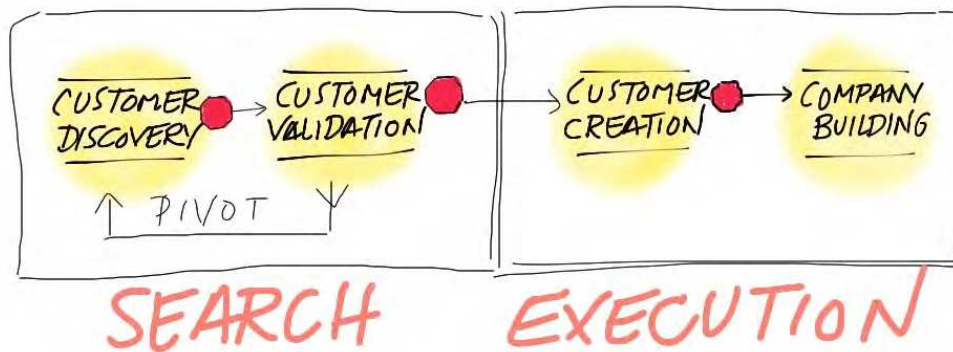 CUSTOMER
DISCOVERY
CUSTOMER
VALIDATION
CUSTOMER
CREATION
COMPANY
BUILDING
PIVOT
SEARCH
EXECUTION